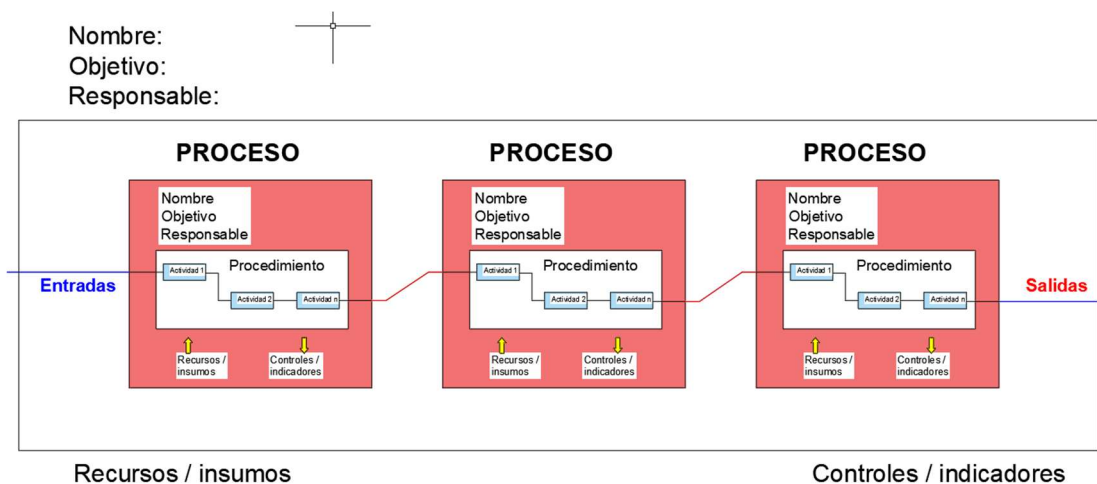 Nombre:
Objetivo:
Responsable:
PROCESO
PROCESO
PROCESO
Nombre
Objetivo
Responsable
Procedimiento
Actividad 1
Actividad 2
Actividad n
Recursos /
insumos
Controles /
indicadores
Nombre
Objetivo
Responsable
Procedimiento
Actividad 1
Actividad 2
Actividad n
Recursos /
insumos
Controles /
indicadores
Nombre
Objetivo
Responsable
Procedimiento
Actividad 1
Actividad 2
Actividad n
Recursos /
insumos
Controles /
indicadores
Entradas
Salidas
Recursos / insumos
Controles / indicadores